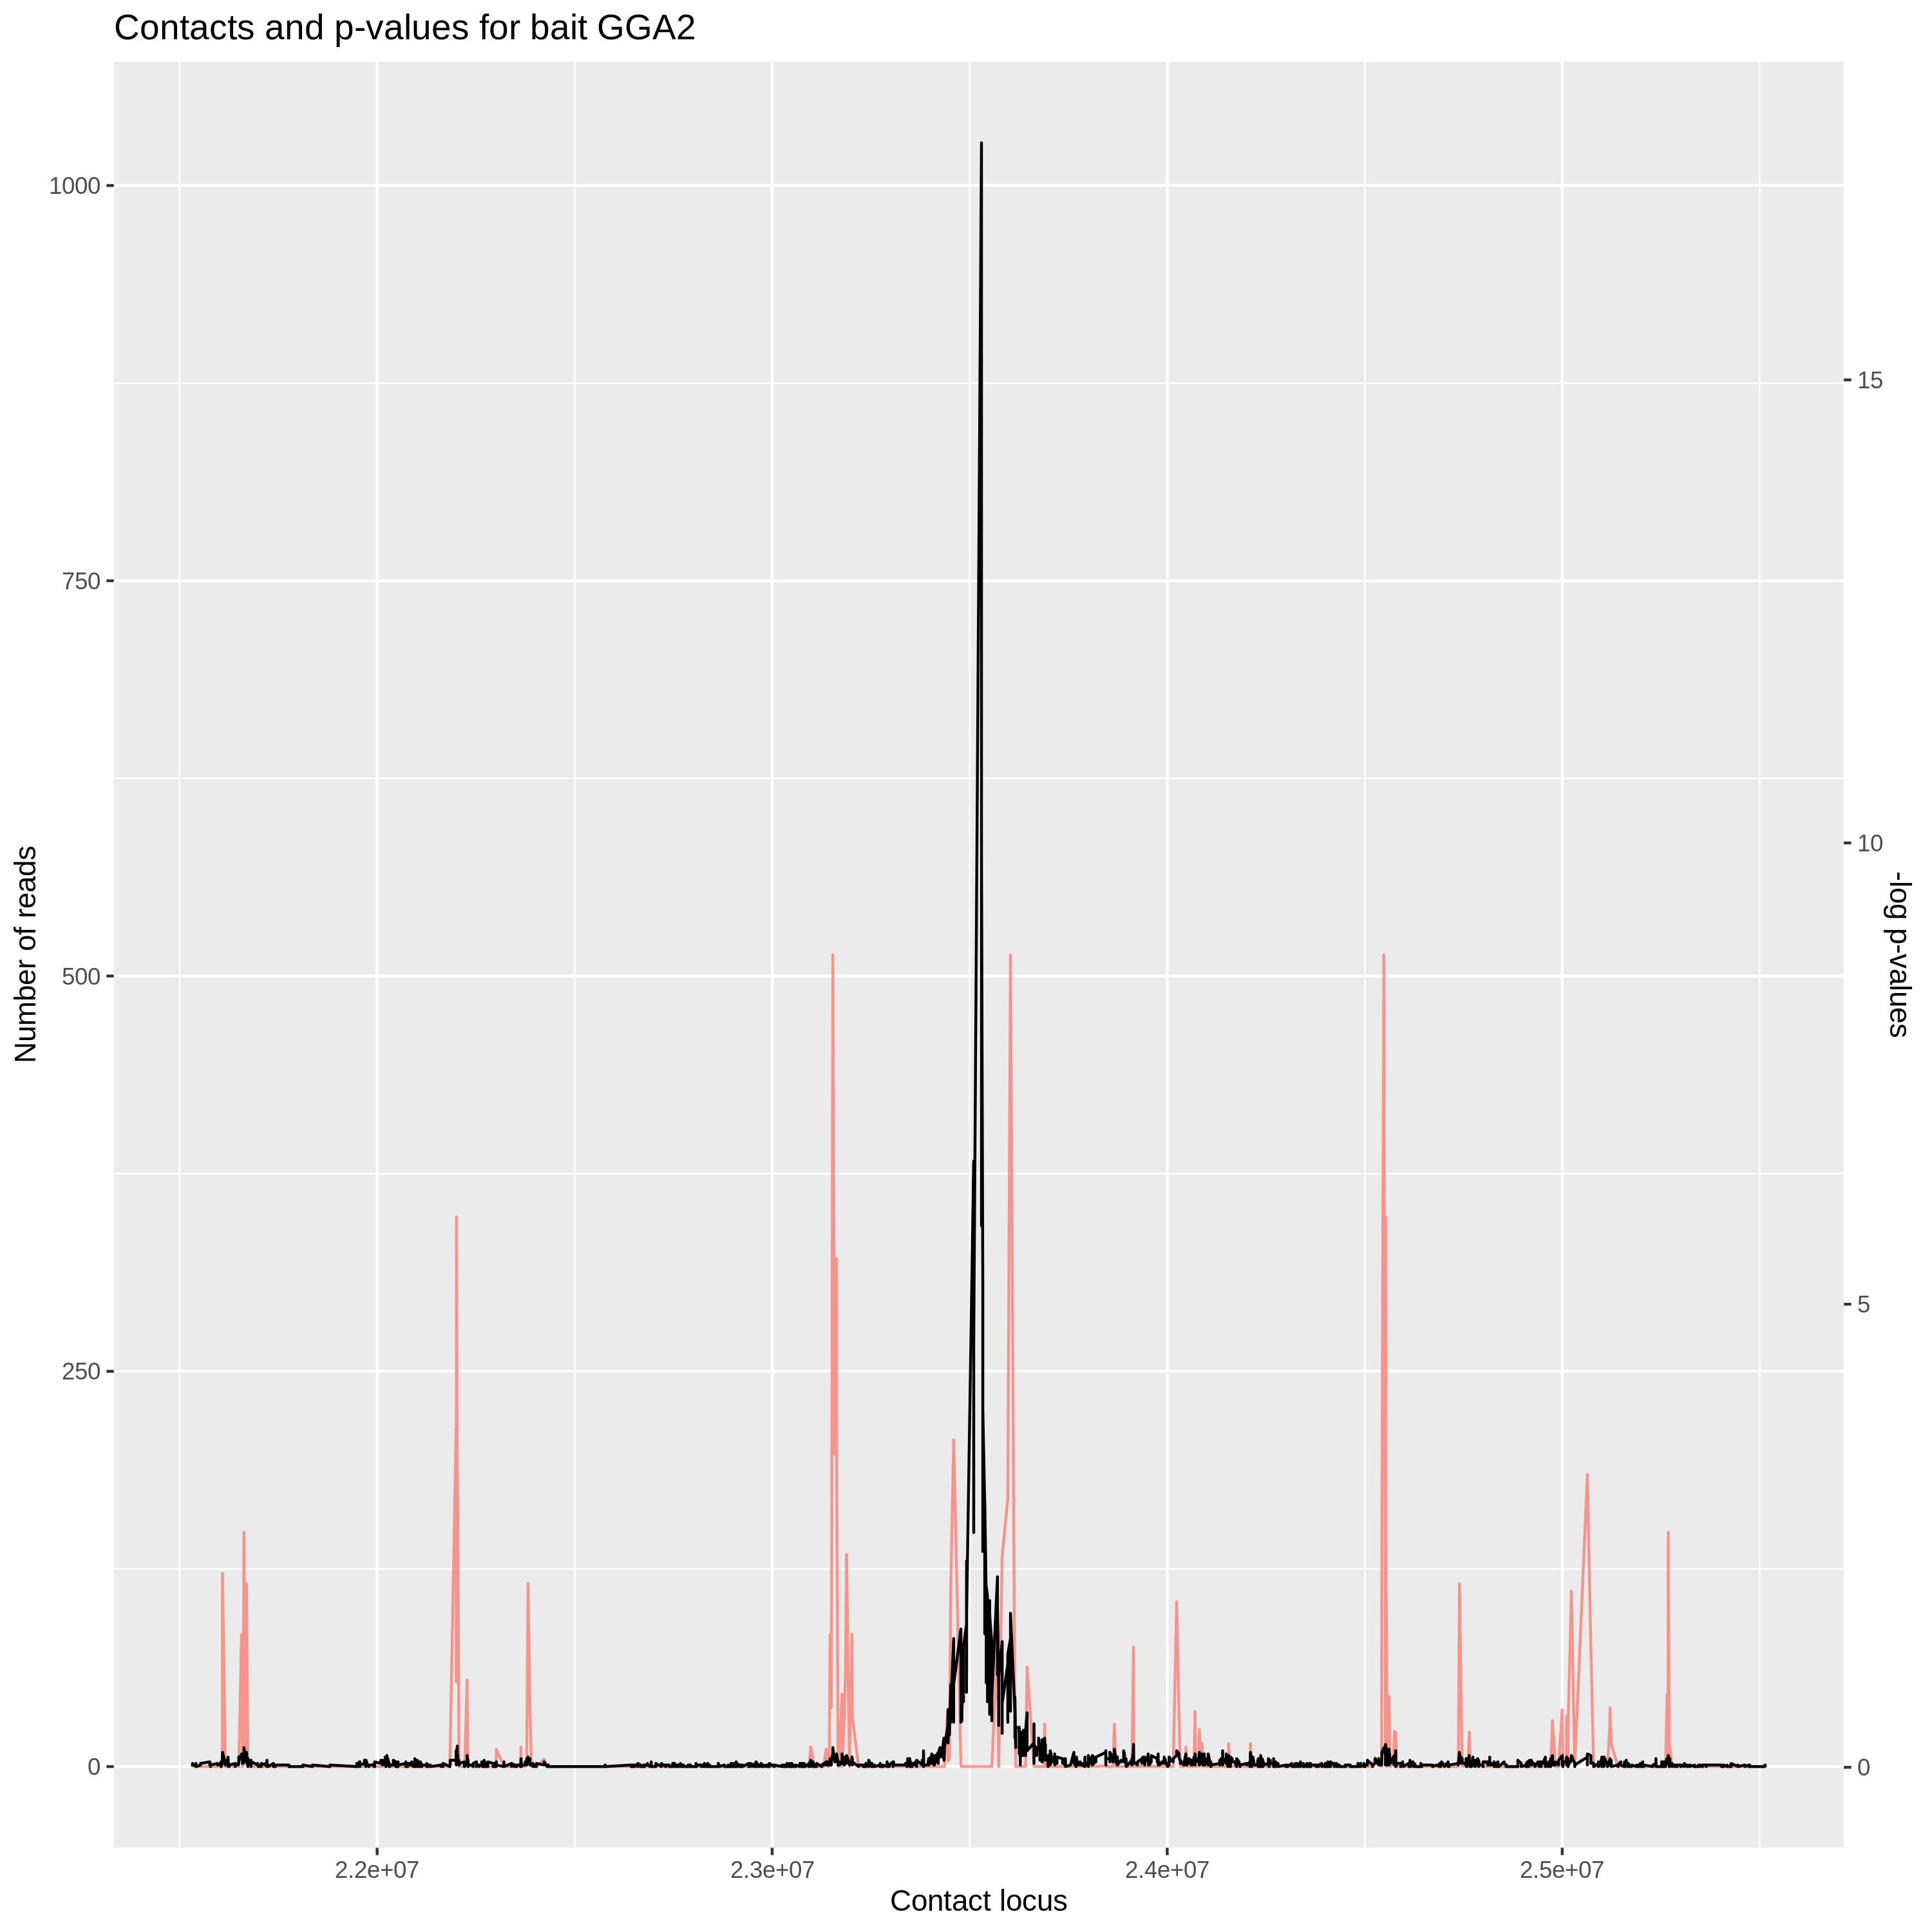 Contacts and p-values for bait GGA2
1000
750
500
250
0
Number of reads
15
10
5
0
-log p-values
2.2e+07
2.3e+07
2.4e+07
2.5e+07
Contact locus